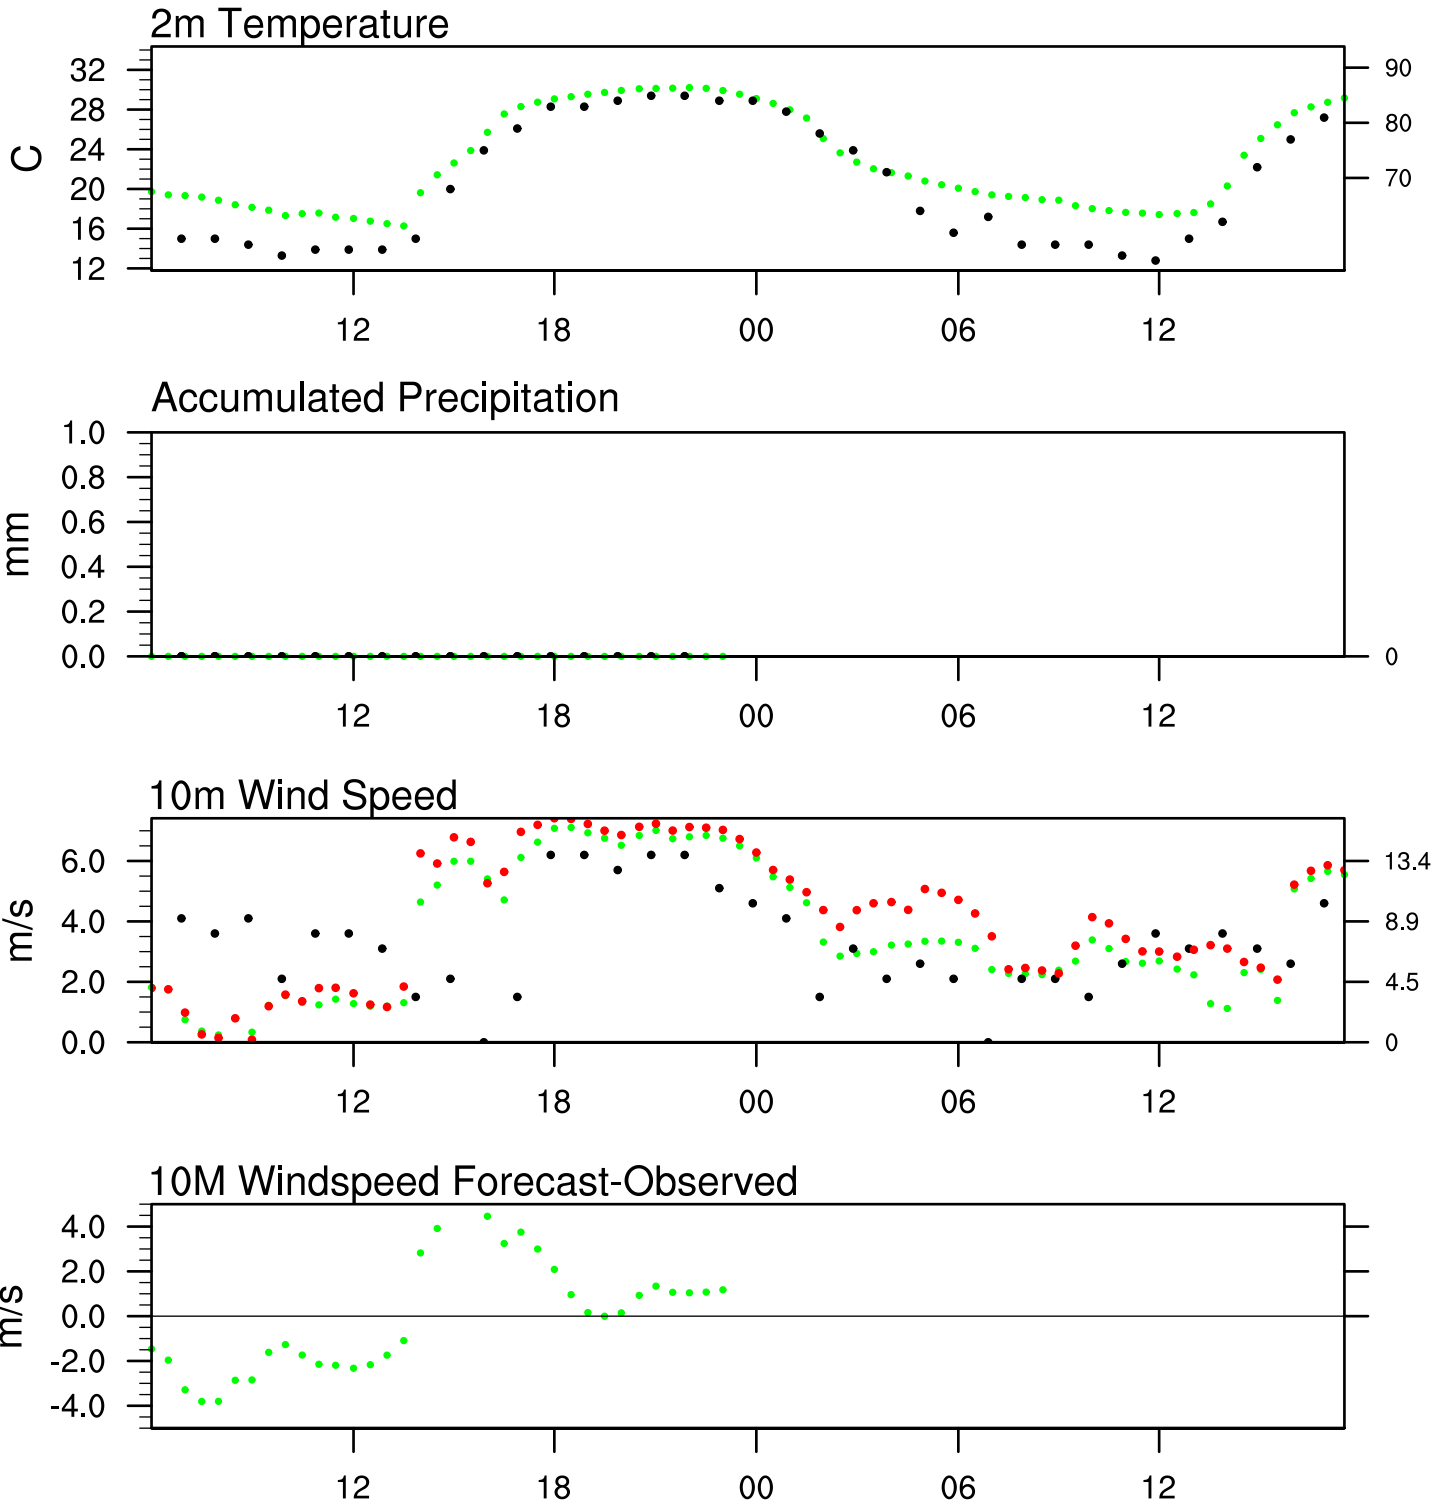 2m Temperature
32 90
28 80
24
20 70
16
12
C
12 18 00 06 12
Accumulated Precipitation
1.0
0.8
0.6
0.4
0.2
0.0 0
mm
12 18 00 06 12
10m Wind Speed
6.0 13.4
4.0 8.9
2.0 4.5
0.0 0
m/s
12 18 00 06 12
10M Windspeed Forecast-Observed
4.0
2.0
0.0
-2.0
-4.0
m/s
12 18 00 06 12